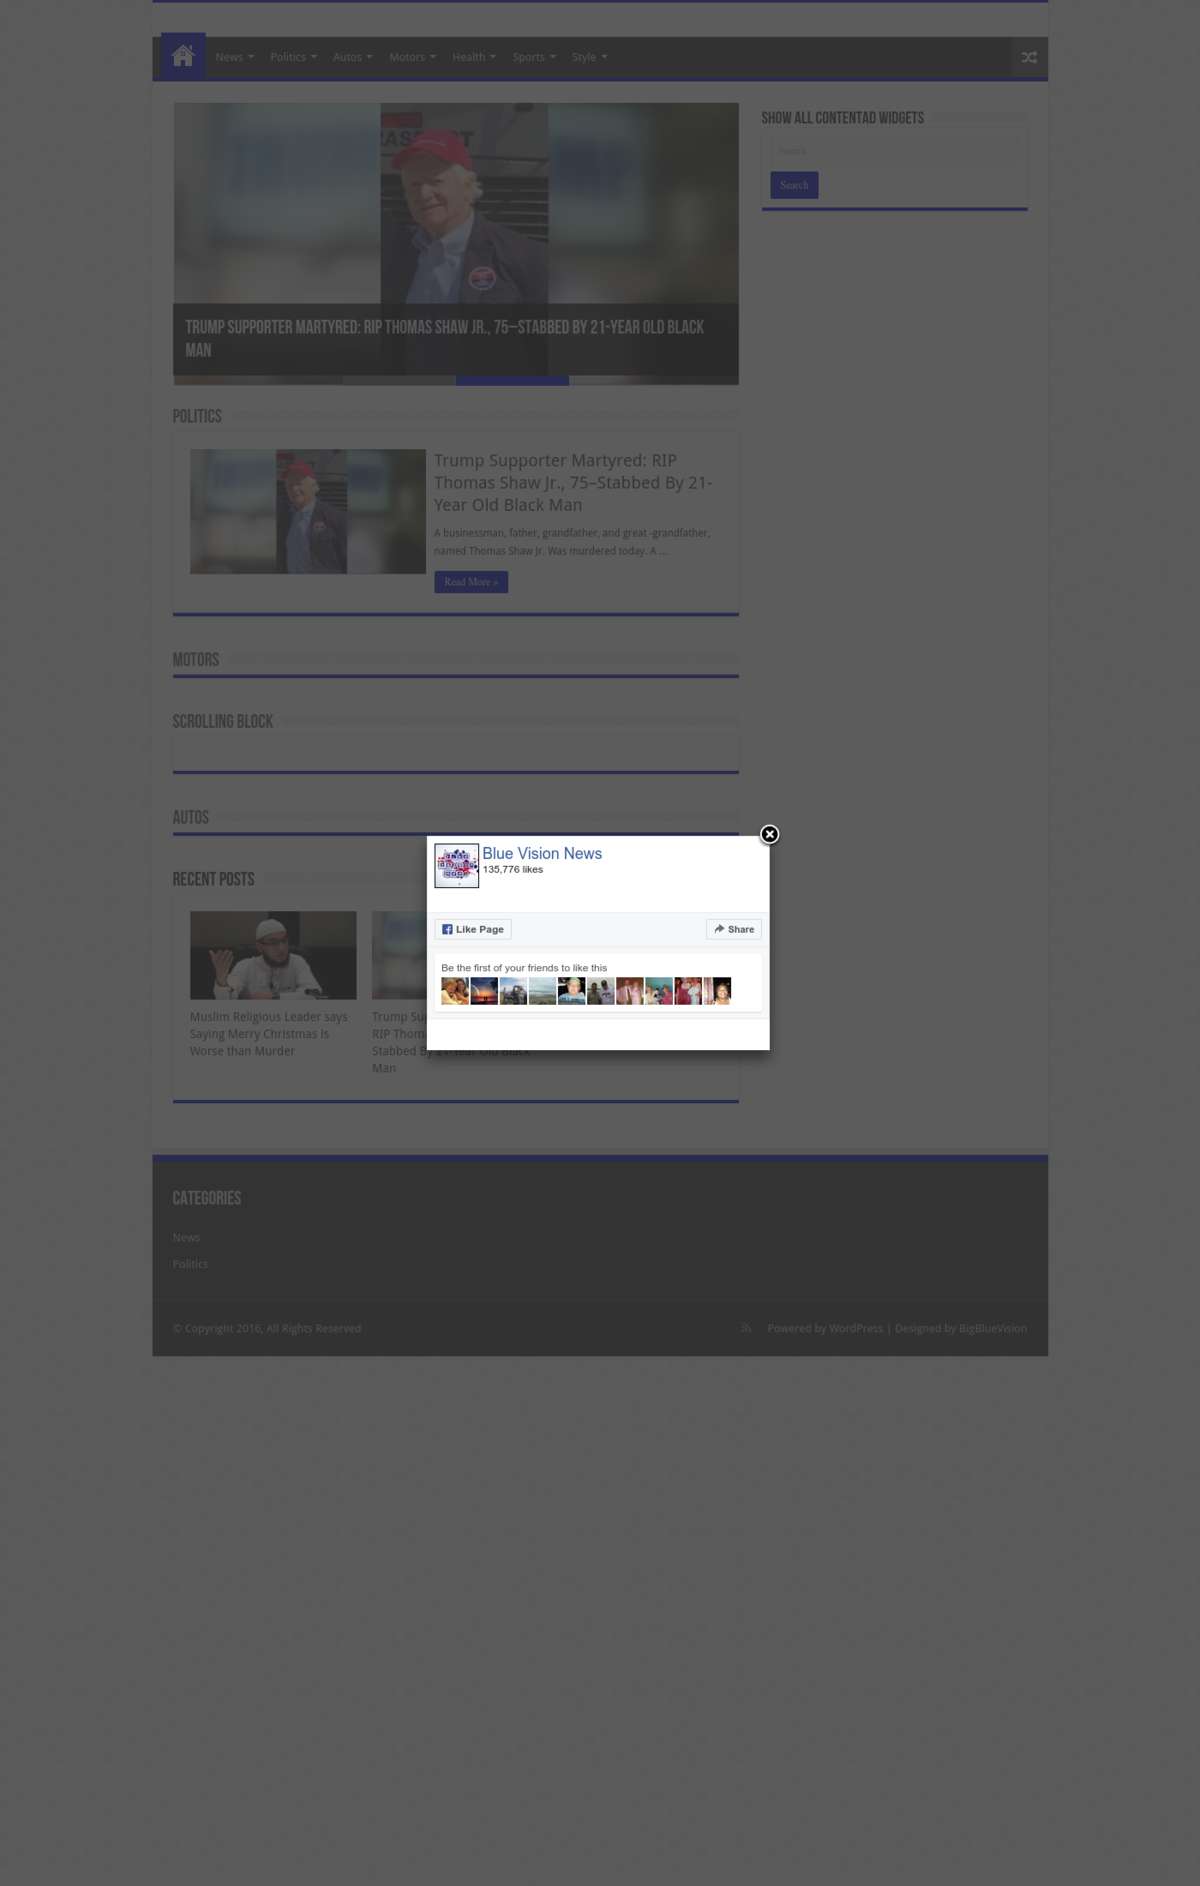 News
Politics
Autos
Motors
Health
Sports
Style
TRUMP SUPPORTER MARTYRED: RIP THOMAS SHAW JR., 75–STABBED BY 21-YEAR OLD BLACK
MAN
SHOW ALL CONTENTAD WIDGETS
Search
Search
POLITICS
Trump Supporter Martyred: RIP
Thomas Shaw Jr., 75–Stabbed By 21-
Year Old Black Man
A businessman, father, grandfather, and great -grandfather,
named Thomas Shaw Jr. Was murdered today. A ...
Read More »
MOTORS
SCROLLING BLOCK
AUTOS
RECENT POSTS
Muslim Religious Leader says
Saying Merry Christmas is
Worse than Murder
Trump Sup
RIP Thom
Stabbed By 21-Year Old Black
Man
Blue Vision News
135,776 likes
Like Page
Share
Be the first of your friends to like this
CATEGORIES
News
Politics
© Copyright 2016, All Rights Reserved
Powered by WordPress | Designed by BigBlueVision